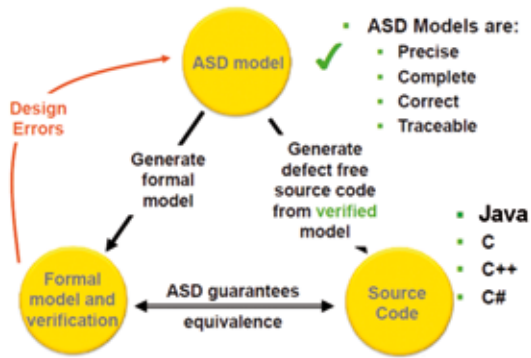 ASD Models are:
Precise
Complete
Correct
Traceable
ASD model
Design
Errors
Generate
formal
model
Generate
defect free
source code
from verified
model
Java
C
C++
C#
Formal
model and
verification
ASD guarantees
equivalence
Source
Code